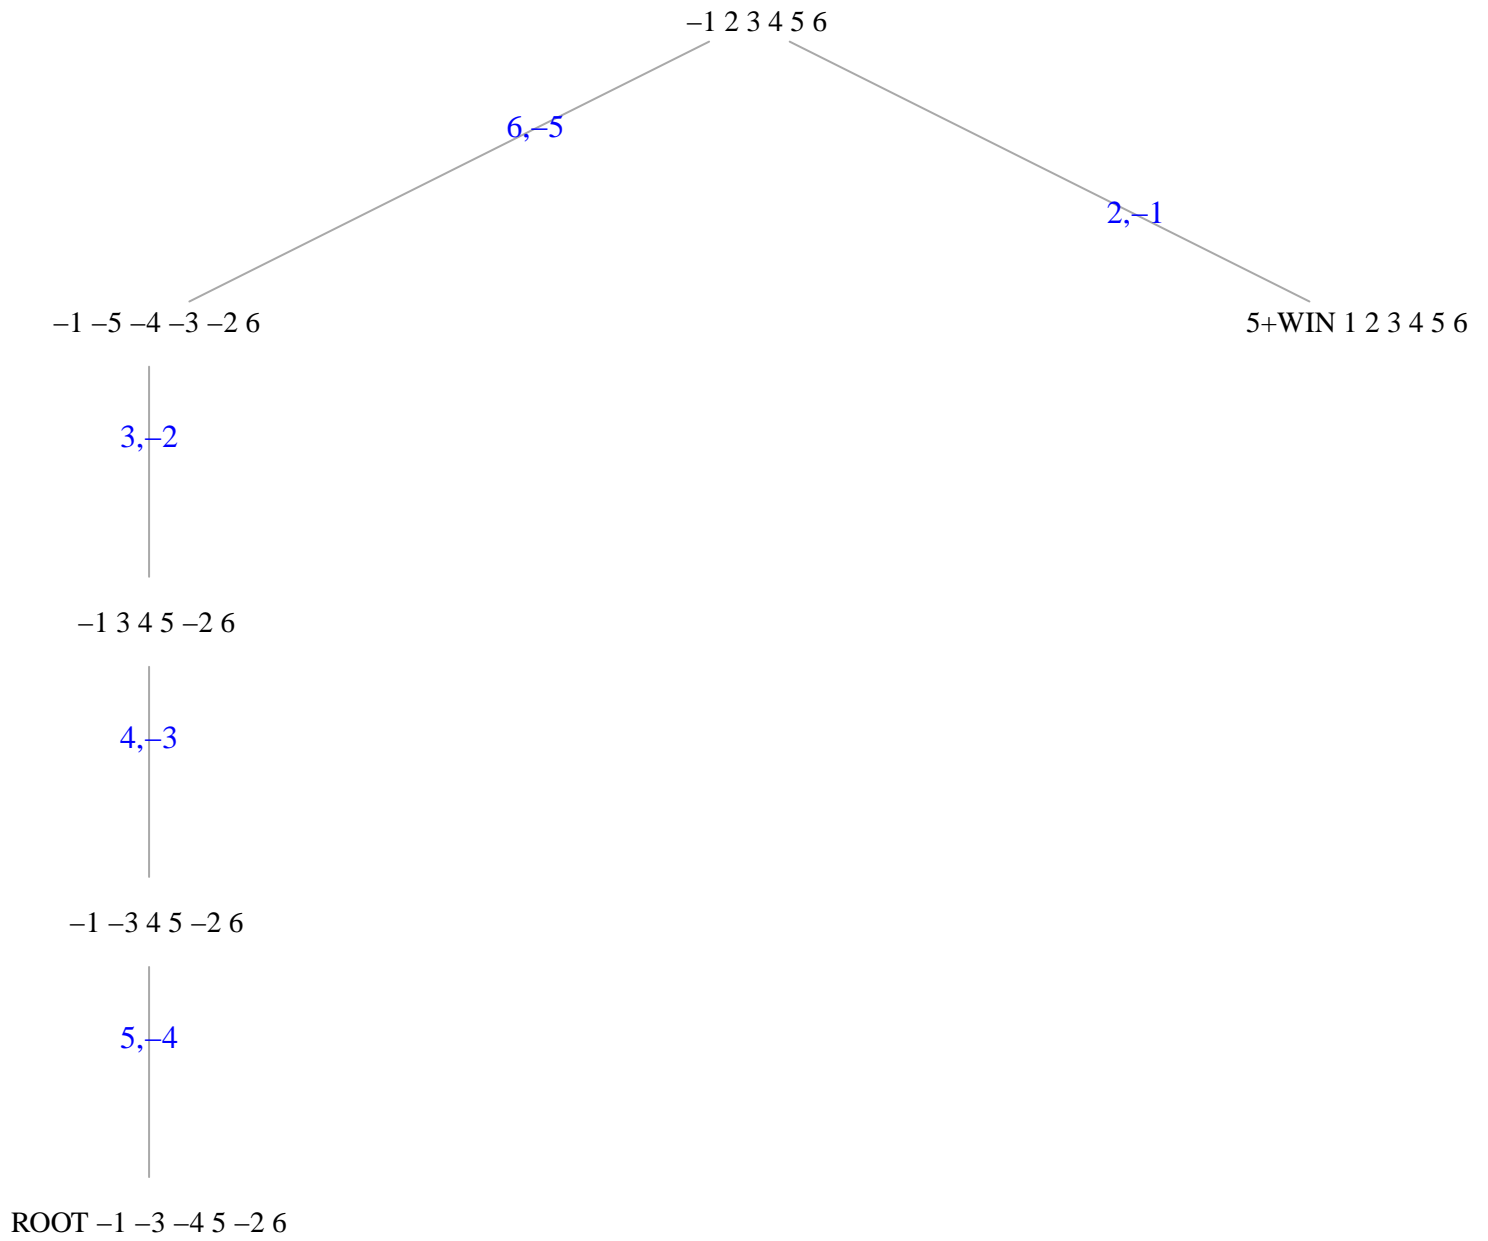 –1 2 3 4 5 6
6,–5
2,–1
–1 –5 –4 –3 –2 6
5+WIN 1 2 3 4 5 6
3,–2
–1 3 4 5 –2 6
4,–3
–1 –3 4 5 –2 6
5,–4
ROOT –1 –3 –4 5 –2 6